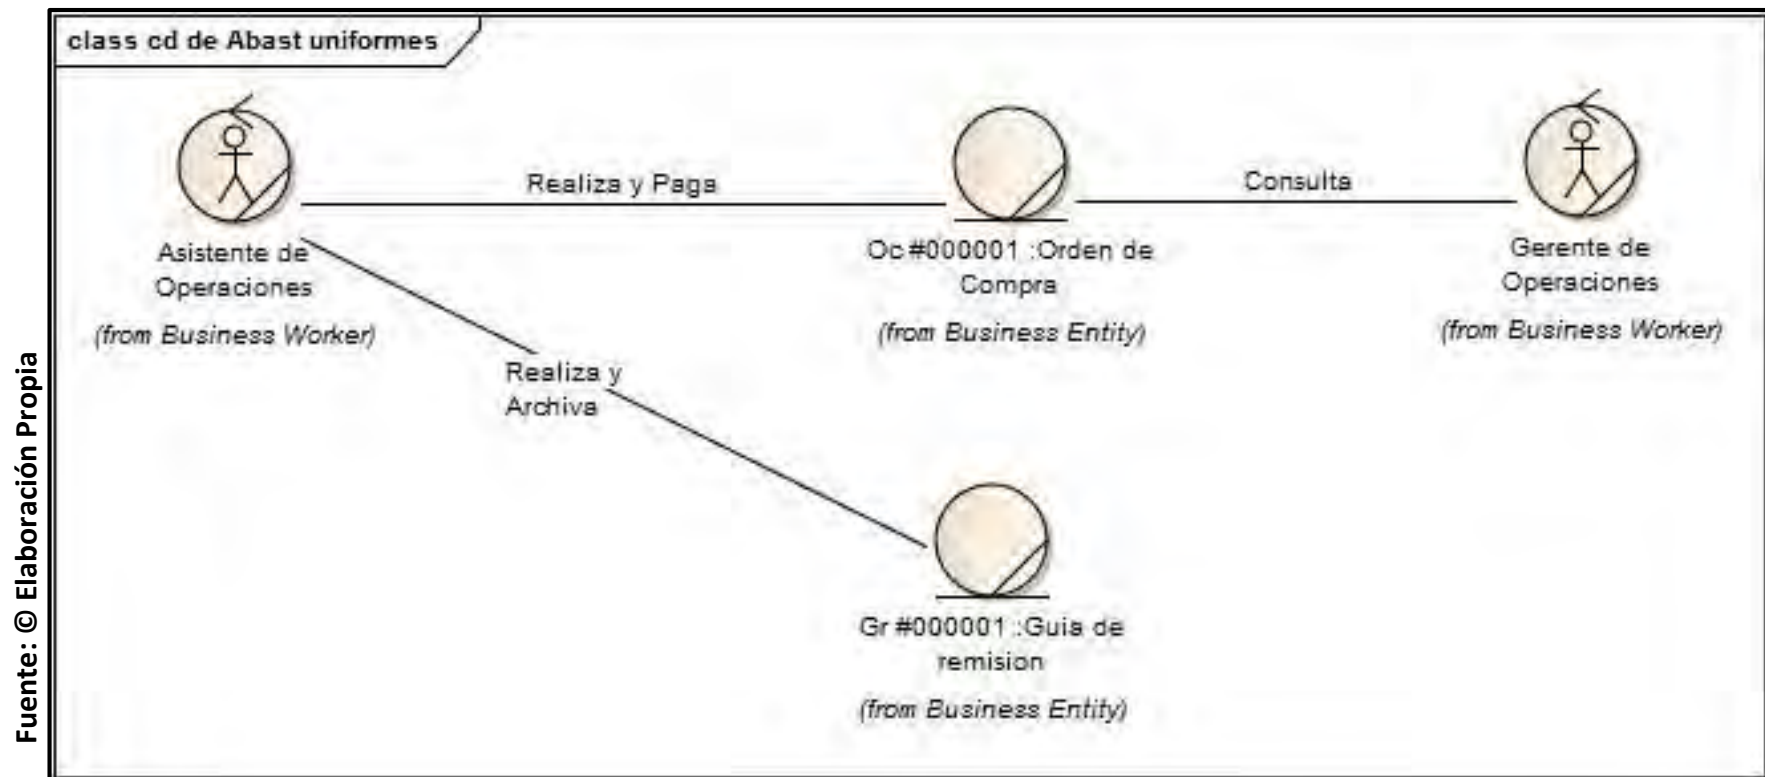 class cd de Abast uniformes
Realiza y Paga
Consulta
Asistente de
Operaciones
(from Business Worker)
Oc #000001 :Orden de
Compra
(from Business Entity)
Gerente de
Operaciones
(from Business Worker)
Realiza y
Archiva
Gr #000001 :Guia de
remision
(from Business Entity)
Fuente: © Elaboración Propia